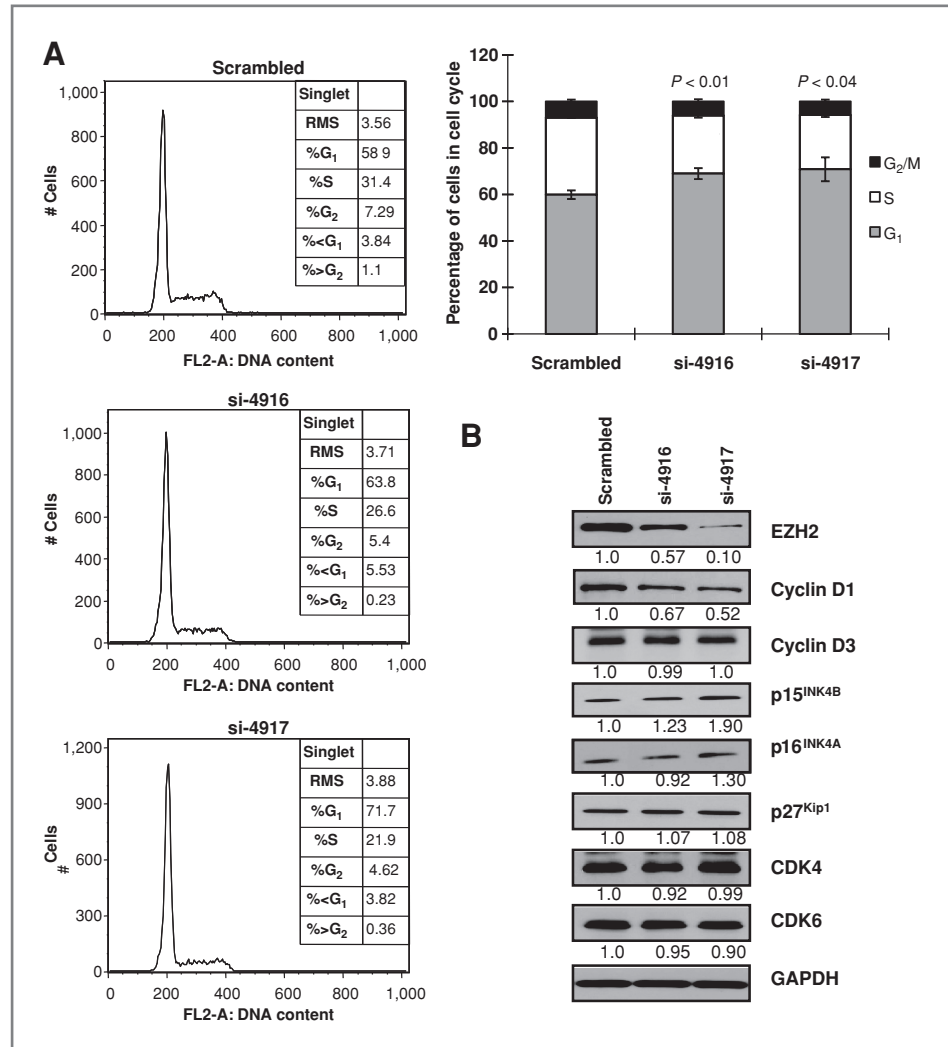 A
Scrambled
1,000
800
600
400
200
0
# Cells
0 200 400 600 800 1,000
FL2-A: DNA content
Singlet
RMS 3.56
%G1 58 9
%S 31.4
%G2 7.29
%<G1 3.84
%>G2 1.1
120
100
80
60
40
20
0
Percentage of cells in cell cycle
P < 0.01 P < 0.04
Scrambled si-4916 si-4917
G2/M
S
G1
si-4916
1,000
800
600
400
200
0
# Cells
0 200 400 600 800 1,000
FL2-A: DNA content
Singlet
RMS 3.71
%G1 63.8
%S 26.6
%G2 5.4
%<G1 5.53
%>G2 0.23
si-4917
1,200
900
600
300
0
# Cells
0 200 400 600 800 1,000
FL2-A: DNA content
Singlet
RMS 3.88
%G1 71.7
%S 21.9
%G2 4.62
%<G1 3.82
%>G2 0.36
B
Scrambled si-4916 si-4917
EZH2
1.0 0.57 0.10
Cyclin D1
1.0 0.67 0.52
Cyclin D3
1.0 0.99 1.0
p15INK4B
1.0 1.23 1.90
p16INK4A
1.0 0.92 1.30
p27Kip1
1.0 1.07 1.08
CDK4
1.0 0.92 0.99
CDK6
1.0 0.95 0.90
GAPDH